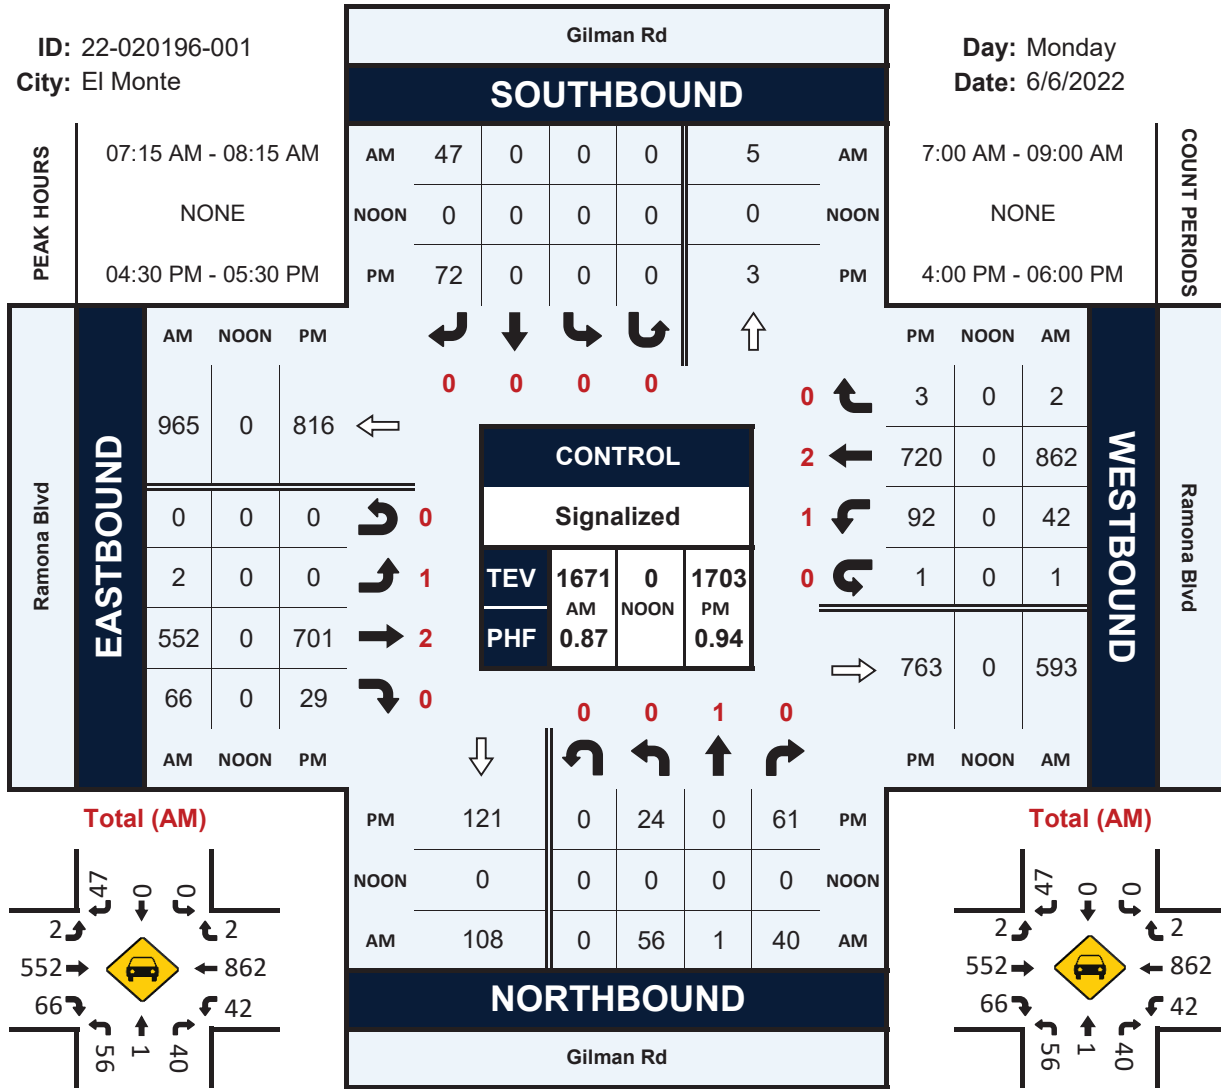 Gilman Rd
ID: 22-020196-001
Day: Monday
City: El Monte
Date: 6/6/2022
SOUTHBOUND
PEAK HOURS
07:15 AM - 08:15 AM
AM 47 0 0 0 5 AM
7:00 AM - 09:00 AM
COUNT PERIODS
NONE
NOON 0 0 0 0 0 NOON
NONE
04:30 PM - 05:30 PM
PM 72 0 0 0 3 PM
4:00 PM - 06:00 PM
Ramona Blvd
EASTBOUND
AM NOON PM
965 0 816
0 0 0 0
2 0 0 1
552 0 701 2
66 0 29 0
AM NOON PM
0 0 0 0
CONTROL
Signalized
TEV 1671 0 1703
AM NOON PM
PHF 0.87 0.94
PM NOON AM
0 3 0 2
2 720 0 862
1 92 0 42
0 1 0 1
763 0 593
PM NOON AM
WESTBOUND
Ramona Blvd
0 0 1 0
PM 121 0 24 0 61 PM
NOON 0 0 0 0 0 NOON
AM 108 0 56 1 40 AM
NORTHBOUND
Gilman Rd
Total (AM)
47 0 0
2 2
552 862
66 42
56 1 40
Total (AM)
47 0 0
2 2
552 862
66 42
56 1 40